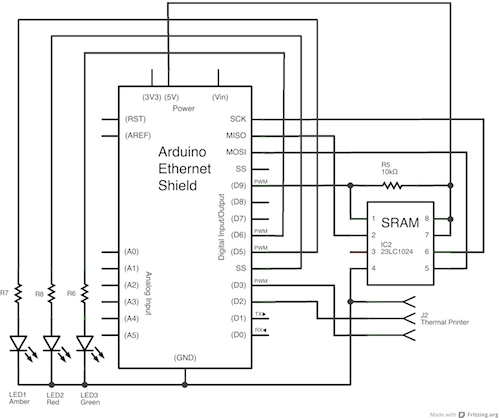 (3V3) (5V) (Vin)
Power
(RST)
(AREF)
Arduino
Ethernet
Shield
SCK
MISO
MOSI
SS
(D9) PWM
(D8)
(D7)
(D6) PWM
(D5) PWM
SS
(D3) PWM
(D2)
(D1) TX
(D0) RX
Digital Input/Output
(A0)
(A1)
(A2)
(A3)
(A4)
(A5)
Analog Input
(GND)
R5
10kΩ
1 8
SRAM
2 7
IC2
3 6
23LC1024
4 5
J2
Thermal Printer
R7
R8
R6
LED1
Amber
LED2
Red
LED3
Green
Made with Fritzing.org